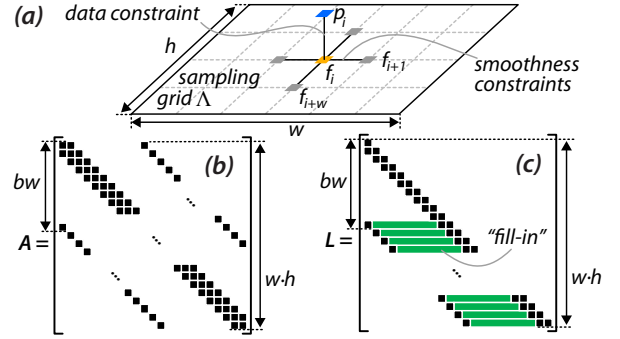 (a)
data constraint
p_i
h
f_{i+1}
smoothness
constraints
f_i
sampling
grid Λ
f_{i+w}
w
(b)
(c)
bw
bw
A =
L =
"fill-in"
w·h
w·h